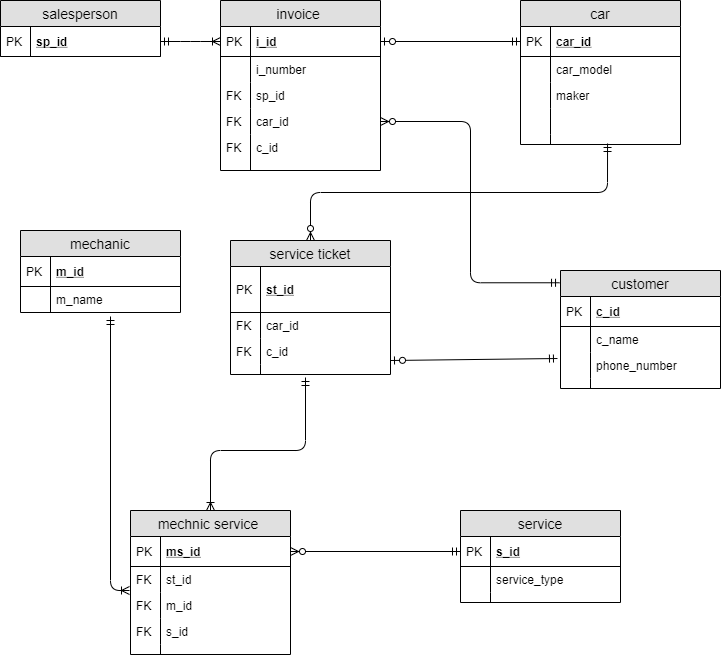 salesperson
PK sp_id
invoice
PK i_id
i_number
FK sp_id
FK car_id
FK c_id
car
PK car_id
car_model
maker
mechanic
PK m_id
m_name
service ticket
PK st_id
FK car_id
FK c_id
customer
PK c_id
c_name
phone_number
mechnic service
PK ms_id
FK st_id
FK m_id
FK s_id
service
PK s_id
service_type